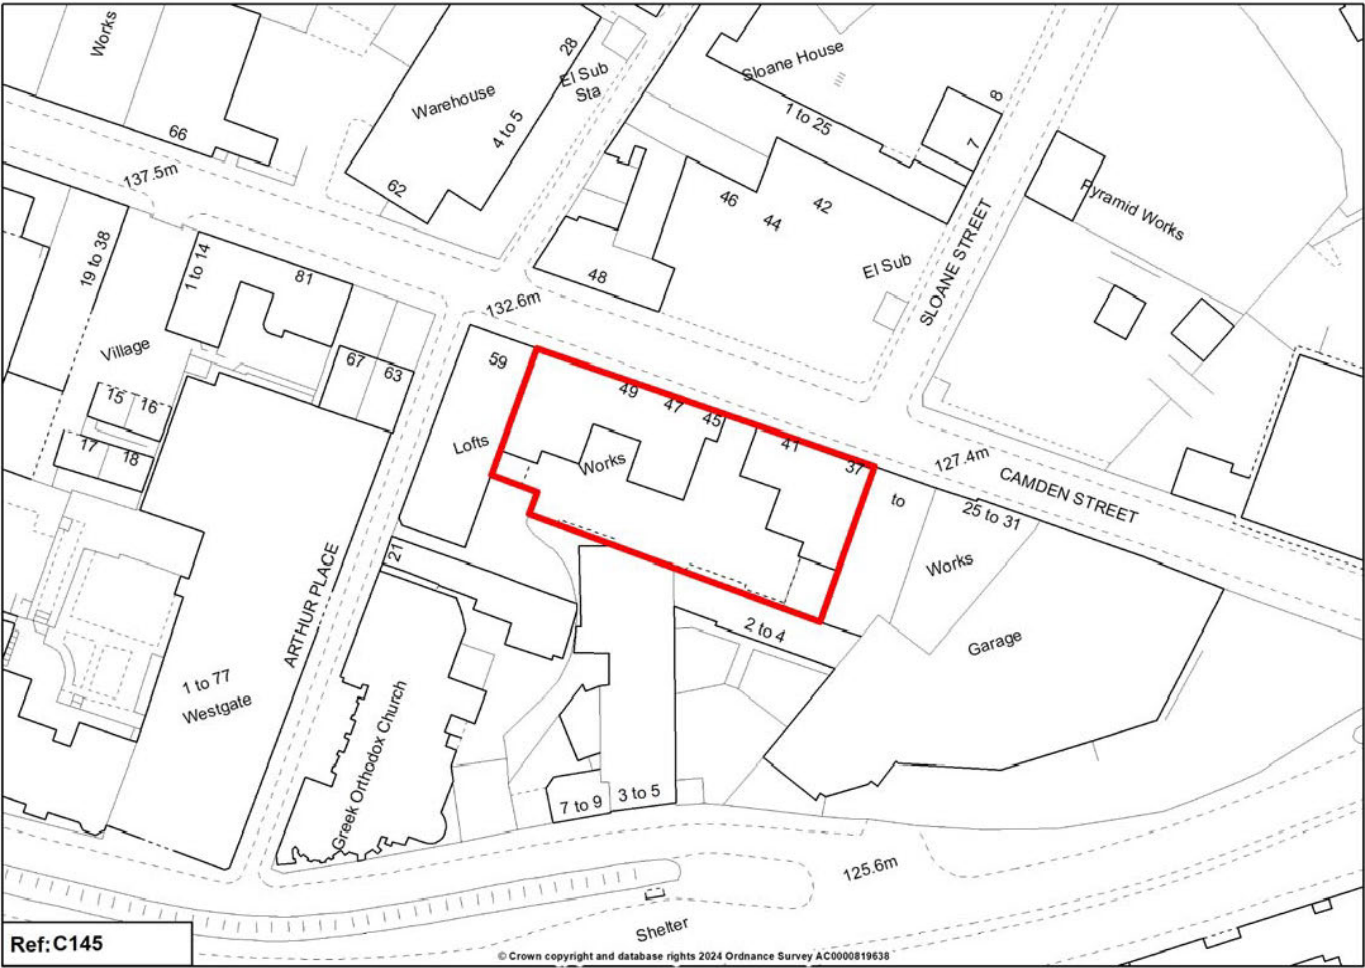 Works
28
El Sub
Sta
Sloane House
Warehouse
4 to 5
1 to 25
8
7
66
137.5m
62
46
44
42
Pyramid Works
SLOANE STREET
El Sub
19 to 38
1 to 14
81
48
132.6m
Village
67
63
59
49
47
45
41
37
15
16
17
18
Lofts
Works
127.4m
CAMDEN STREET
to
25 to 31
Works
21
ARTHUR PLACE
2 to 4
Garage
1 to 77
Westgate
Greek Orthodox Church
7 to 9
3 to 5
125.6m
Shelter
Ref:C145
© Crown copyright and database rights 2024 Ordnance Survey AC0000819638